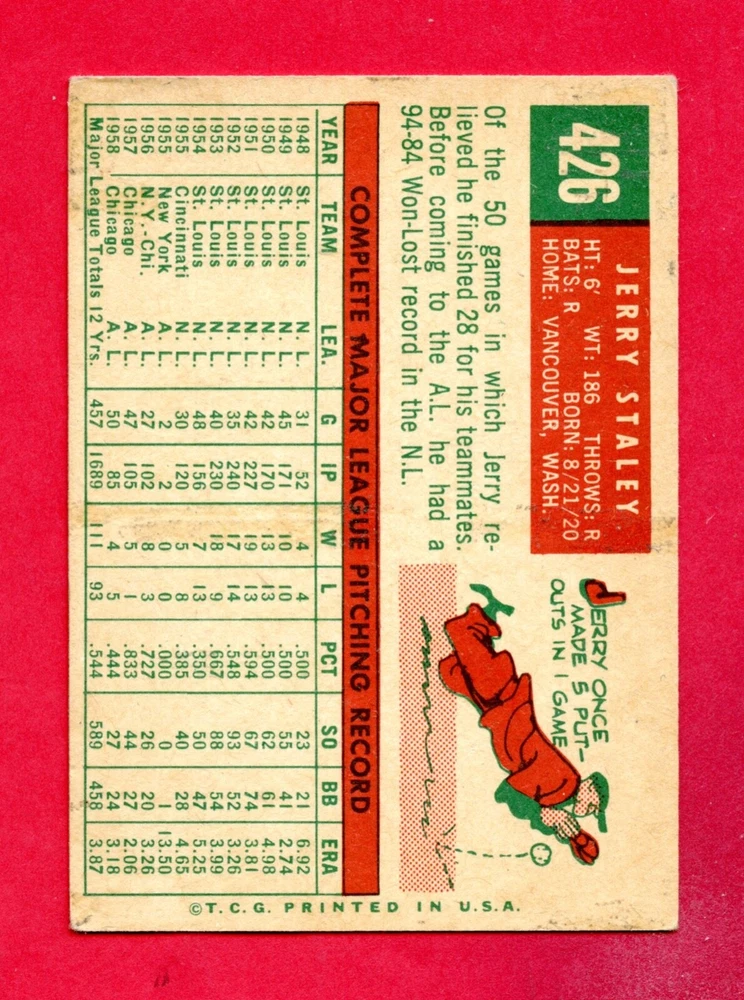 426
JERRY STALEY
HT: 6' WT: 186 THROWS: R
BATS: R BORN: 8/21/20
HOME: VANCOUVER, WASH.
Of the 50 games in which Jerry re-
lieved he finished 28 for his teammates.
Before coming to the A.L. he had a
94-84 Won-Lost record in the N.L.
JERRY ONCE
MADE 5 PUT-
OUTS IN 1 GAME
COMPLETE MAJOR LEAGUE PITCHING RECORD
YEAR TEAM LEA. G IP W L PCT SO BB ERA
1948 St. Louis N. L. 31 52 4 4 .500 23 21 6.92
1949 St. Louis N. L. 45 171 10 10 .500 55 41 2.74
1950 St. Louis N. L. 42 170 13 13 .500 62 61 4.98
1951 St. Louis N. L. 42 227 19 13 .594 67 74 3.81
1952 St. Louis N. L. 35 240 17 14 .548 93 52 3.26
1953 St. Louis N. L. 40 230 18 9 .667 88 54 3.99
1954 St. Louis N. L. 48 156 7 13 .350 50 47 5.25
1955 Cincinnati N. L. 30 120 5 8 .385 40 28 4.65
1955 New York A. L. 2 2 0 0 .000 0 1 13.50
1956 N.Y.-Chi. A. L. 27 102 8 3 .727 26 20 3.26
1957 Chicago A. L. 47 105 5 1 .833 44 27 2.06
1958 Chicago A. L. 50 85 4 5 .444 27 24 3.18
Major League Totals 12 Yrs. 457 1689 111 93 .544 589 458 3.87
©T.C.G. PRINTED IN U.S.A.